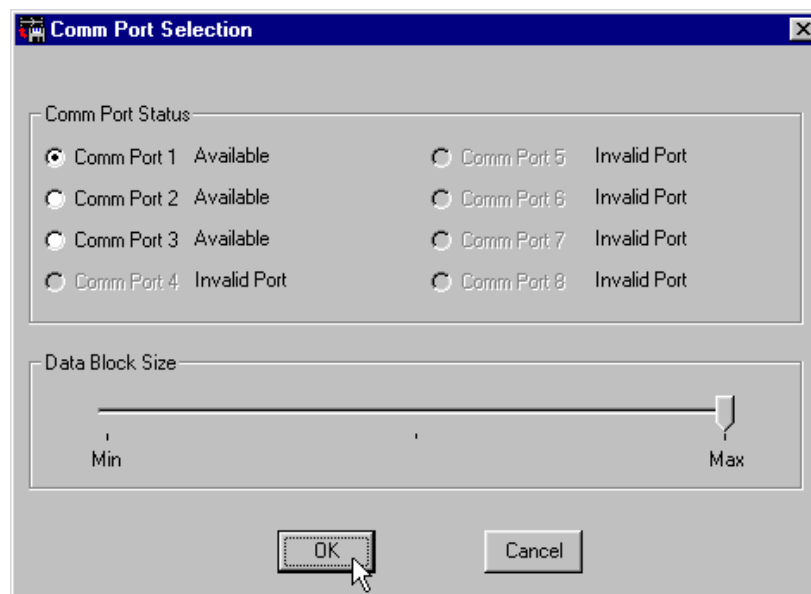 Comm Port Selection
Comm Port Status
Comm Port 1 Available
Comm Port 2 Available
Comm Port 3 Available
Comm Port 4 Invalid Port
Comm Port 5 Invalid Port
Comm Port 6 Invalid Port
Comm Port 7 Invalid Port
Comm Port 8 Invalid Port
Data Block Size
Min Max
OK Cancel